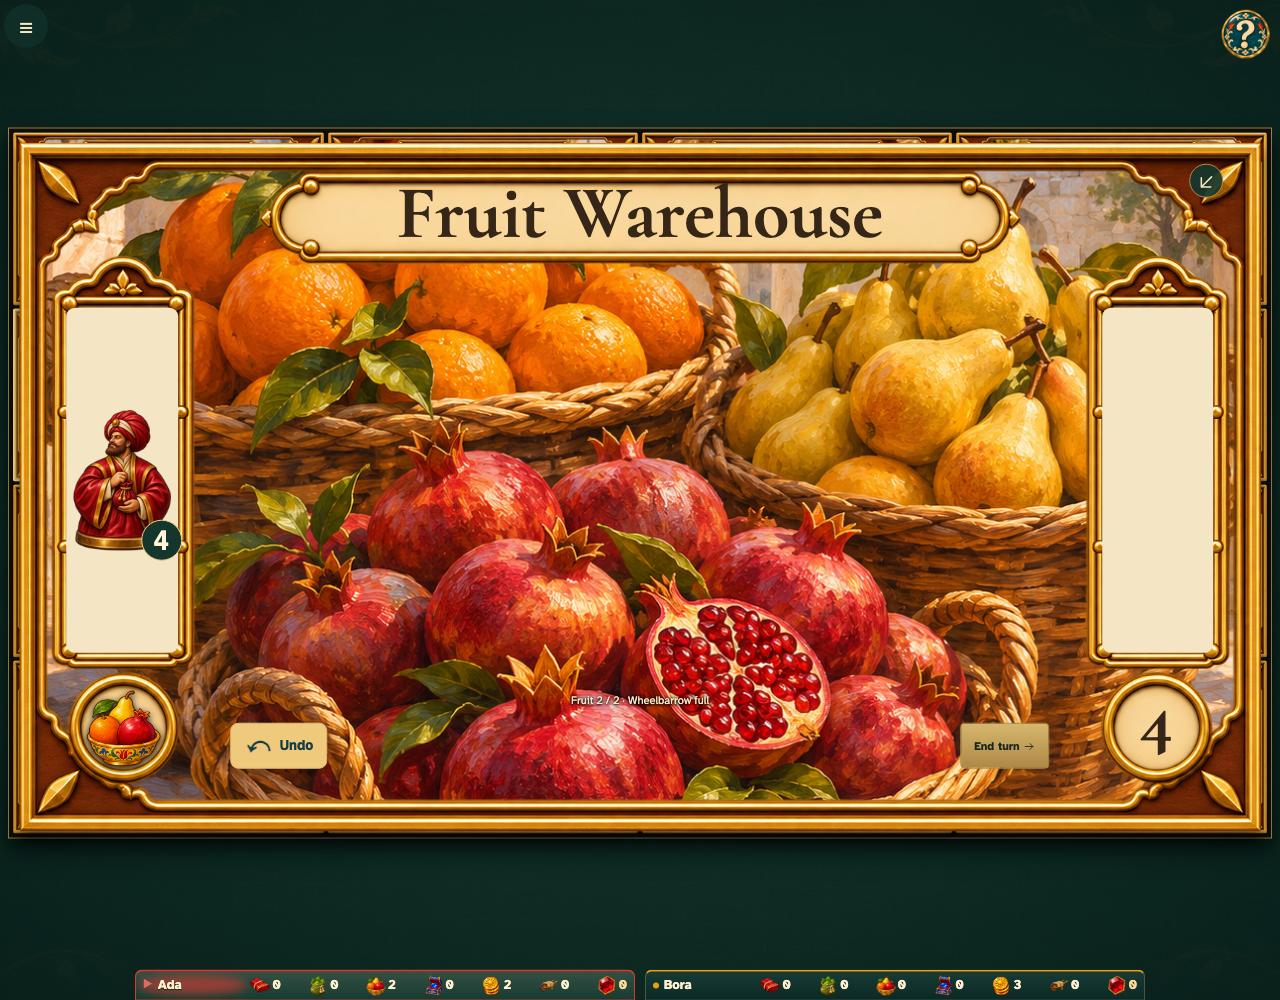 ?
Fruit Warehouse
4
Fruit 2 / 2 · Wheelbarrow full
Undo
End turn →
4
Ada 0 0 2 0 2 0 0
Bora 0 0 0 0 3 0 0